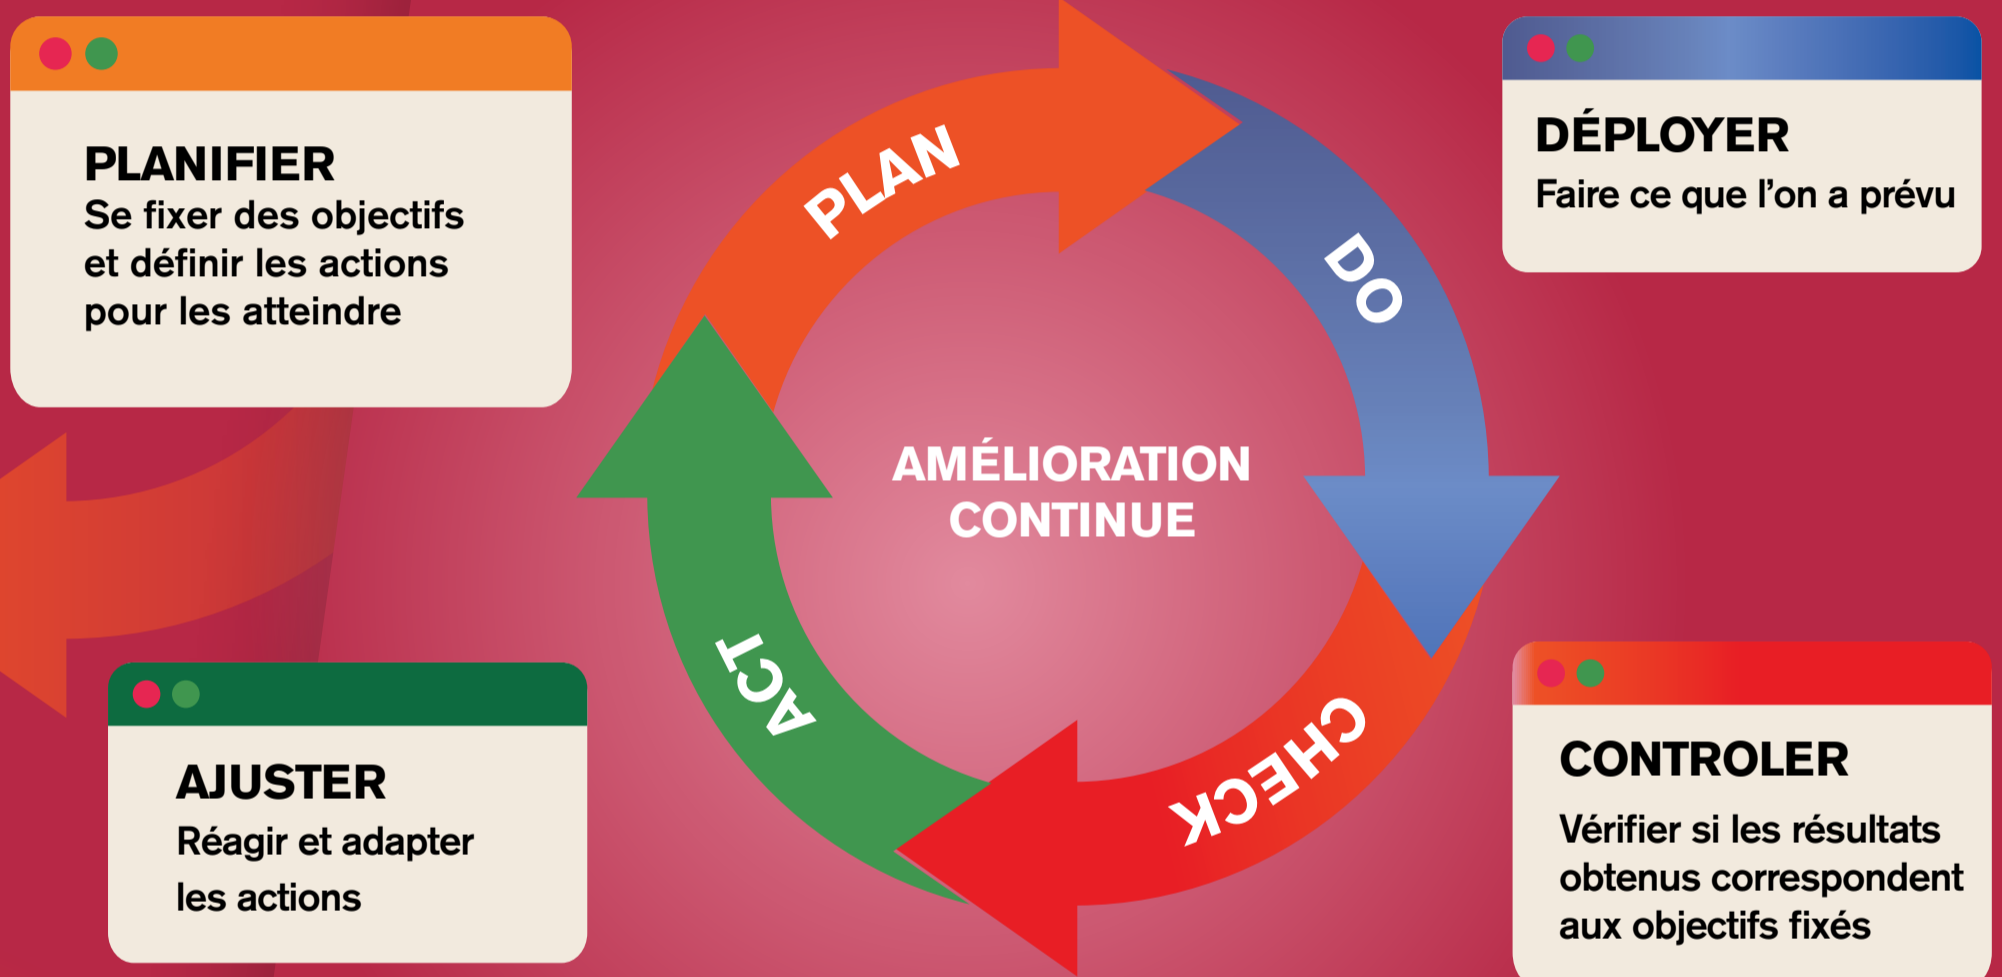 PLANIFIER
Se fixer des objectifs
et définir les actions
pour les atteindre
PLAN
DO
DÉPLOYER
Faire ce que l’on a prévu
AMÉLIORATION
CONTINUE
ACT
CHECK
AJUSTER
Réagir et adapter
les actions
CONTROLER
Vérifier si les résultats
obtenus correspondent
aux objectifs fixés